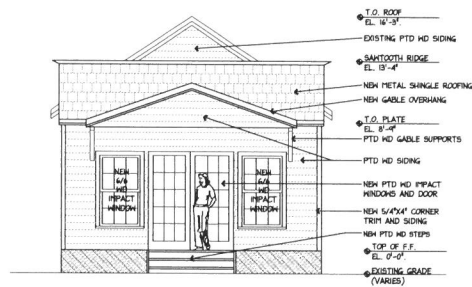 T.O. ROOF
EL. 16'-3".
EXISTING PTD WD SIDING
SAWTOOTH RIDGE
EL. 13'-4"
NEW METAL SHINGLE ROOFING
NEW GABLE OVERHANG
T.O. PLATE
EL. 8'-9"
PTD WD GABLE SUPPORTS
PTD WD SIDING
NEW
6/6
WD
IMPACT
WINDOW
NEW
6/6
WD
IMPACT
WINDOW
NEW PTD WD IMPACT
WINDOWS AND DOOR
NEW 5/4"X4" CORNER
TRIM AND SIDING
NEW PTD WD STEPS
TOP OF F.F.
EL. 0'-0".
EXISTING GRADE
(VARIES)